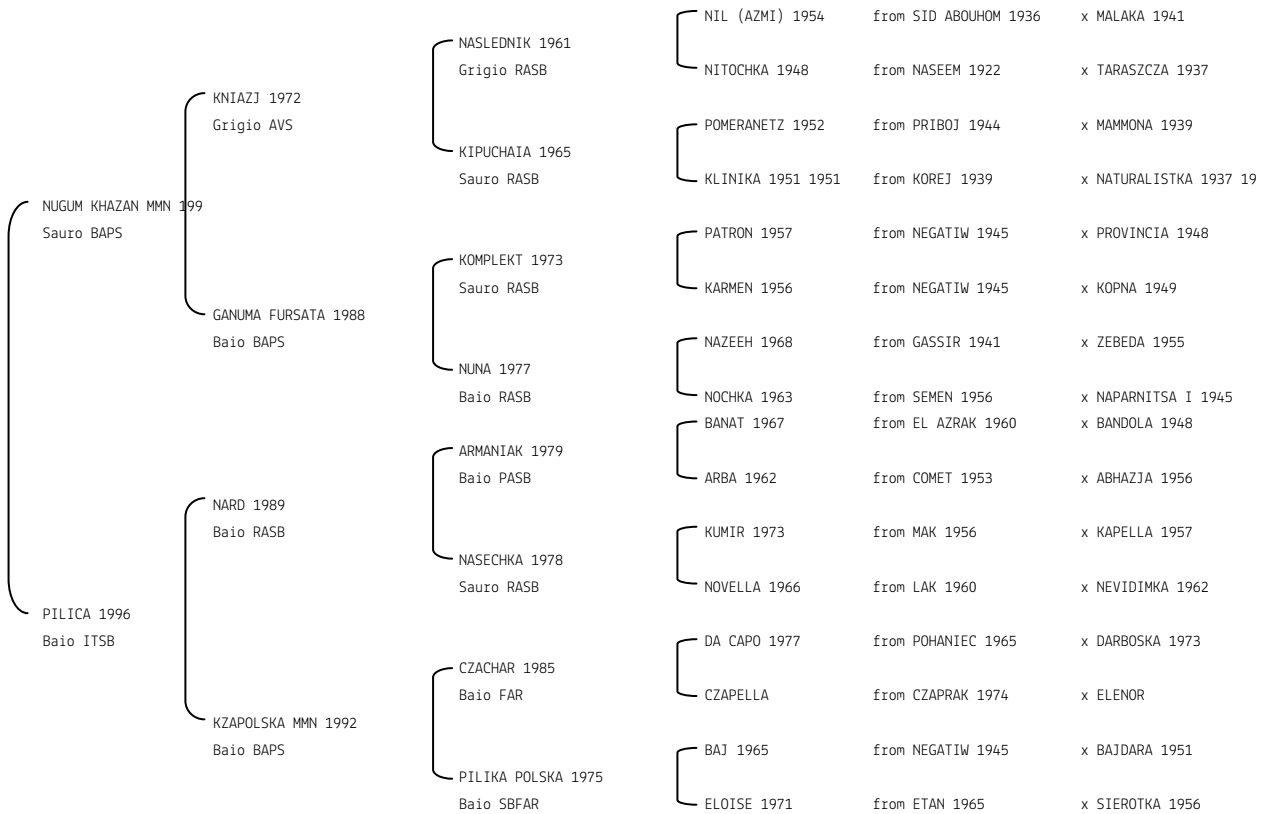 NIL (AZMI) 1954 from SID ABOUHOM 1936 x MALAKA 1941
NASLEDNIK 1961
Grigio RASB NITOCHKA 1948 from NASEEM 1922 x TARASZCZA 1937
KNIAZJ 1972
Grigio AVS POMERANETZ 1952 from PRIBOJ 1944 x MAMMONA 1939
KIPUCHAIA 1965
Sauro RASB KLINIKA 1951 1951 from KOREJ 1939 x NATURALISTKA 1937 19
NUGUM KHAZAN MMN 199
Sauro BAPS PATRON 1957 from NEGATIW 1945 x PROVINCIA 1948
KOMPLEKT 1973
Sauro RASB KARMEN 1956 from NEGATIW 1945 x KOPNA 1949
GANUMA FURSATA 1988
Baio BAPS NAZEEH 1968 from GASSIR 1941 x ZEBEDA 1955
NUNA 1977
Baio RASB NOCHKA 1963 from SEMEN 1956 x NAPARNITSA I 1945
BANAT 1967 from EL AZRAK 1960 x BANDOLA 1948
ARMANIAK 1979
Baio PASB ARBA 1962 from COMET 1953 x ABHAZJA 1956
NARD 1989
Baio RASB KUMIR 1973 from MAK 1956 x KAPELLA 1957
NASECHKA 1978
Sauro RASB NOVELLA 1966 from LAK 1960 x NEVIDIMKA 1962
PILICA 1996
Baio ITSB DA CAPO 1977 from POHANIEC 1965 x DARBOSKA 1973
CZACHAR 1985
Baio FAR CZAPELLA from CZAPRAK 1974 x ELENOR
KZAPOLSKA MMN 1992
Baio BAPS BAJ 1965 from NEGATIW 1945 x BAJDARA 1951
PILIKA POLSKA 1975
Baio SBFAR ELOISE 1971 from ETAN 1965 x SIEROTKA 1956